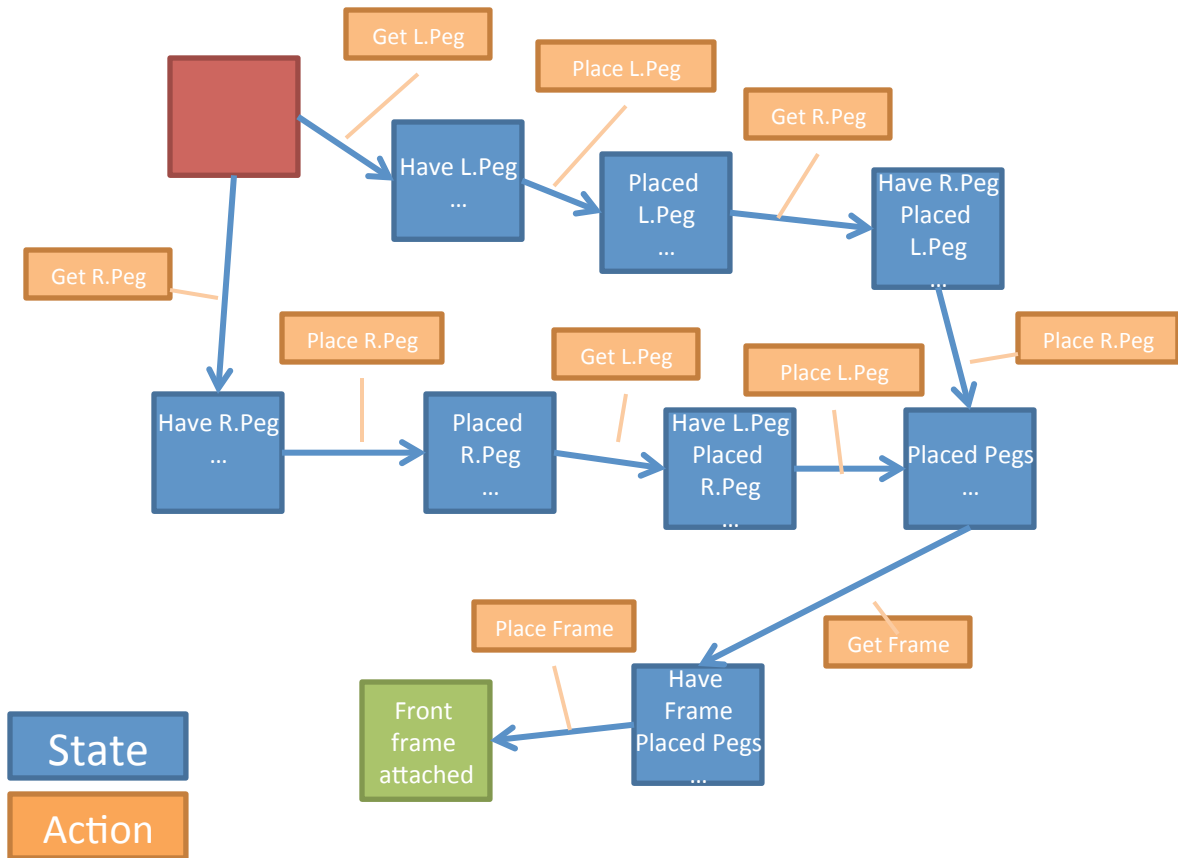 Get L.Peg
Place L.Peg
Get R.Peg
Have L.Peg
...
Placed
L.Peg
...
Have R.Peg
Placed
L.Peg
...
Get R.Peg
Place R.Peg
Get L.Peg
Place L.Peg
Place R.Peg
Have R.Peg
...
Placed
R.Peg
...
Have L.Peg
Placed
R.Peg
...
Placed Pegs
...
Place Frame
Get Frame
Front
frame
attached
Have
Frame
Placed Pegs
...
State
Action